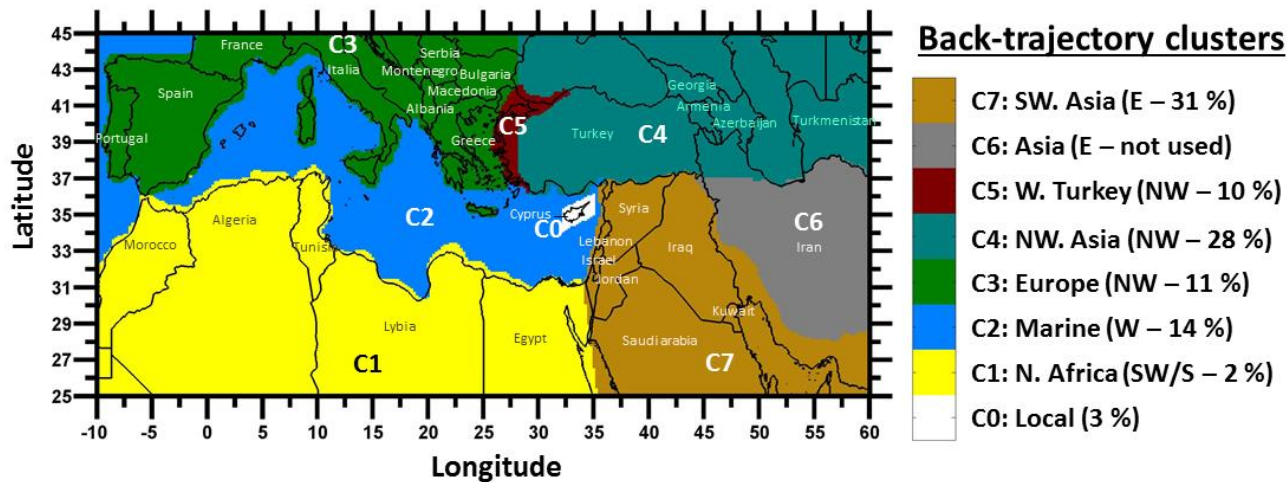 Back-trajectory clusters
45
43
41
39
37
35
33
31
29
27
25
Latitude
-10 -5 0 5 10 15 20 25 30 35 40 45 50 55 60
Longitude
France
C3
Serbia
Italia
Montenegro
Bulgaria
Georgia
Spain
Macedonia
Armenia
Albania
Azerbaijan
Turkmenistan
Portugal
Greece
C5
Turkey
C4
Algeria
C2
Cyprus
C0
Syria
C6
Morocco
Tunis
Lebanon
Iraq
Iran
Israel
Jordan
Kuwait
Lybia
Egypt
Saudi arabia
C1
C7
C7: SW. Asia (E – 31 %)
C6: Asia (E – not used)
C5: W. Turkey (NW – 10 %)
C4: NW. Asia (NW – 28 %)
C3: Europe (NW – 11 %)
C2: Marine (W – 14 %)
C1: N. Africa (SW/S – 2 %)
C0: Local (3 %)